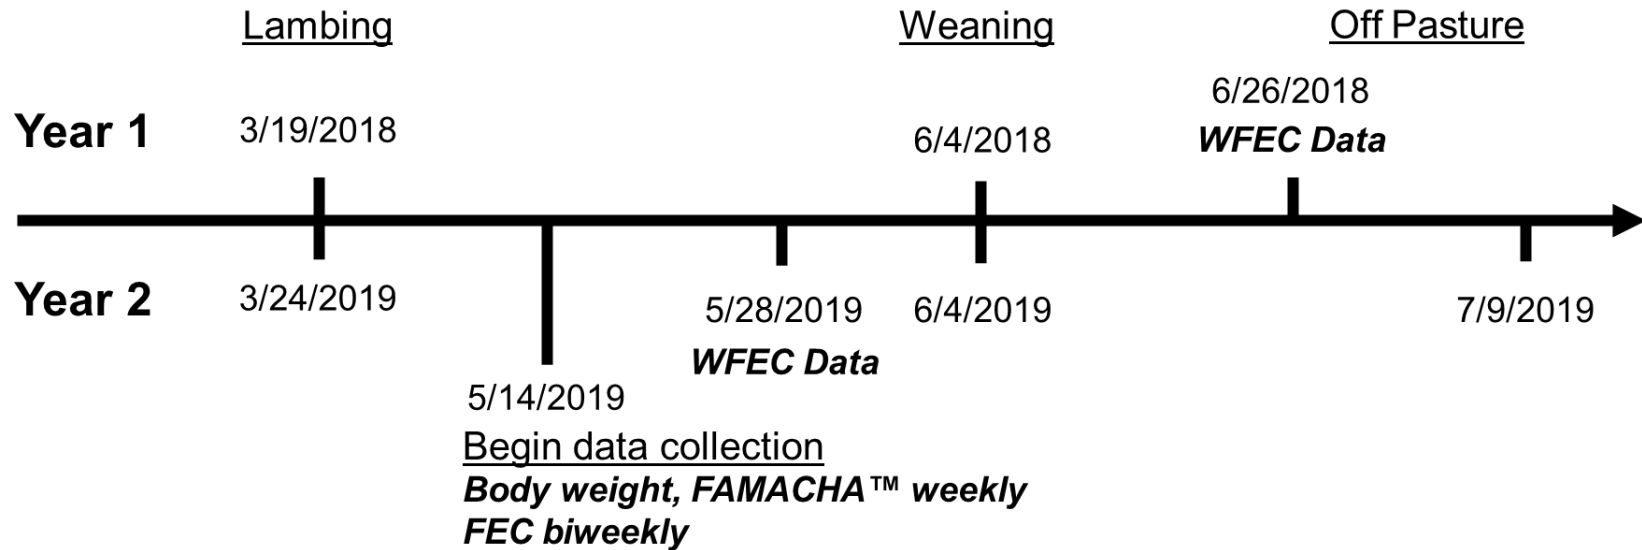 Lambing Weaning Off Pasture
Year 1 3/19/2018 6/4/2018 6/26/2018
WFEC Data
Year 2 3/24/2019 5/28/2019 6/4/2019 7/9/2019
WFEC Data
5/14/2019
Begin data collection
Body weight, FAMACHA™ weekly
FEC biweekly